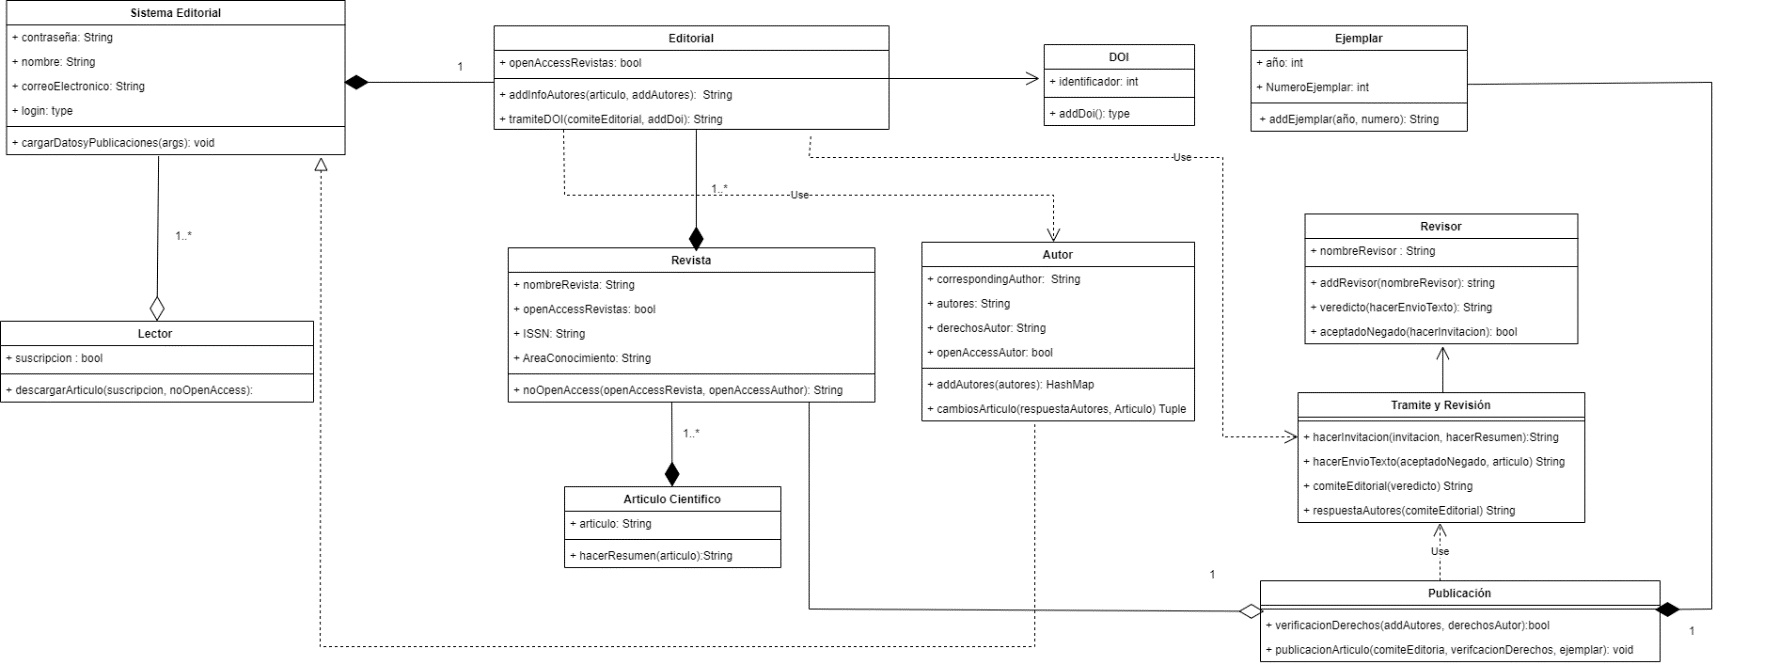 Sistema Editorial
+ contraseña: String
+ nombre: String
+ correoElectronico: String
+ login: type
+ cargarDatosyPublicaciones(args): void
1
Editorial
+ openAccessRevistas: bool
+ addInfoAutores(articulo, addAutores): String
+ tramiteDOI(comiteEditorial, addDoi): String
DOI
+ identificador: int
+ addDoi(): type
Ejemplar
+ año: int
+ NumeroEjemplar: int
+ addEjemplar(año, numero): String
Use
1..*
Use
1..*
Lector
+ suscripcion : bool
+ descargarArticulo(suscripcion, noOpenAccess):
Revista
+ nombreRevista: String
+ openAccessRevistas: bool
+ ISSN: String
+ AreaConocimiento: String
+ noOpenAccess(openAccessRevista, openAccessAuthor): String
Autor
+ correspondingAuthor: String
+ autores: String
+ derechosAutor: String
+ openAccessAutor: bool
+ addAutores(autores): HashMap
+ cambiosArticulo(respuestaAutores, Articulo) Tuple
Revisor
+ nombreRevisor : String
+ addRevisor(nombreRevisor): string
+ veredicto(hacerEnvioTexto): String
+ aceptadoNegado(hacerInvitacion): bool
Tramite y Revisión
+ hacerInvitacion(invitacion, hacerResumen):String
+ hacerEnvioTexto(aceptadoNegado, articulo) String
+ comiteEditorial(veredicto) String
+ respuestaAutores(comiteEditorial) String
1..*
Articulo Cientifico
+ articulo: String
+ hacerResumen(articulo):String
Use
1
Publicación
+ verificacionDerechos(addAutores, derechosAutor):bool
+ publicacionArticulo(comiteEditoria, verifcacionDerechos, ejemplar): void
1